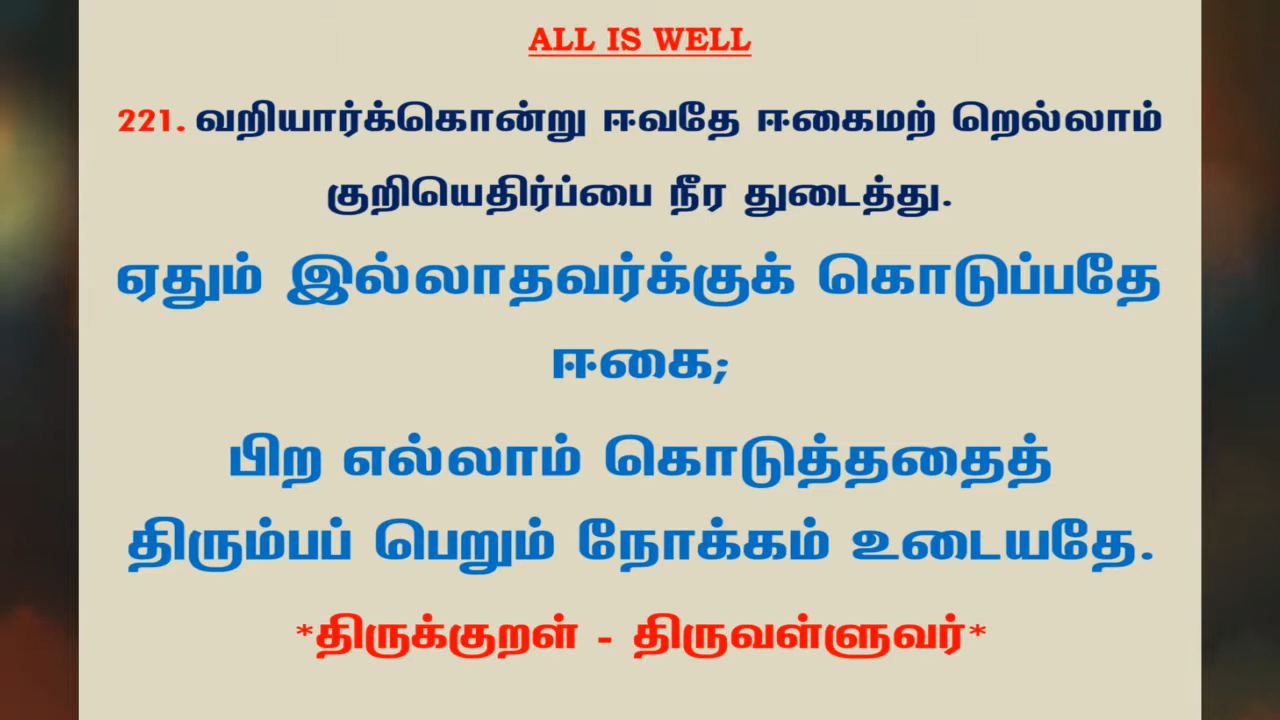 ALL IS WELL
221. வறியார்க்கொன்று ஈவதே ஈகைமற் றெல்லாம்
குறியெதிர்ப்பை நீர துடைத்து.
ஏதும் இல்லாதவர்க்குக் கொடுப்பதே
ஈகை;
பிற எல்லாம் கொடுத்ததைத்
திரும்பப் பெறும் நோக்கம் உடையதே.
*திருக்குறள் - திருவள்ளுவர்*